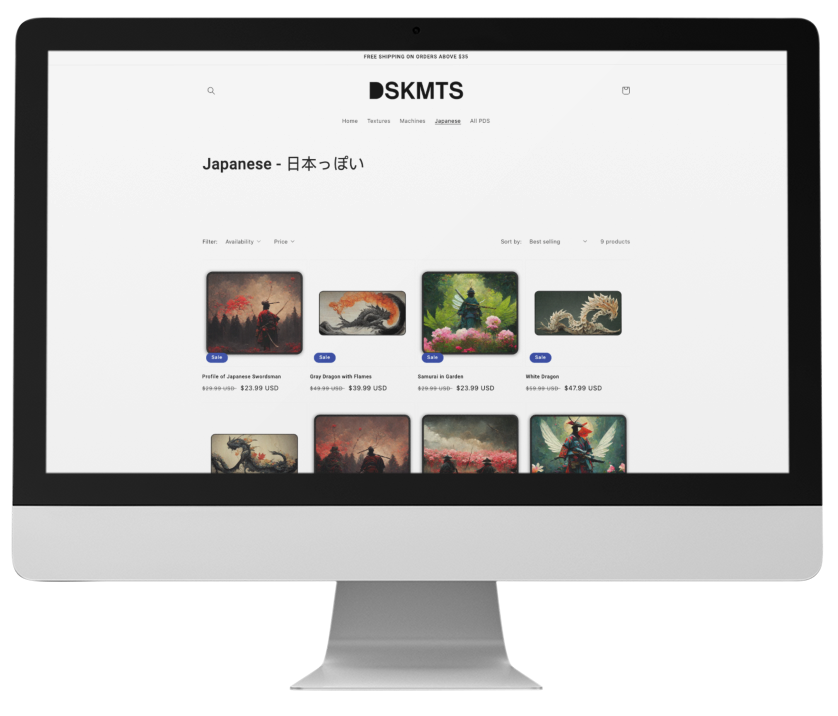 FREE SHIPPING ON ORDERS ABOVE $35
DSKMTS
Home Textures Machines Japanese All PDS
Japanese - 日本っぽい
Filter: Availability Price Sort by: Best selling 9 products
Sale Sale Sale Sale
Profile of Japanese Swordsman Gray Dragon with Flames Samurai in Garden White Dragon
$29.99 USD $23.99 USD $49.99 USD $39.99 USD $29.99 USD $23.99 USD $59.99 USD $47.99 USD